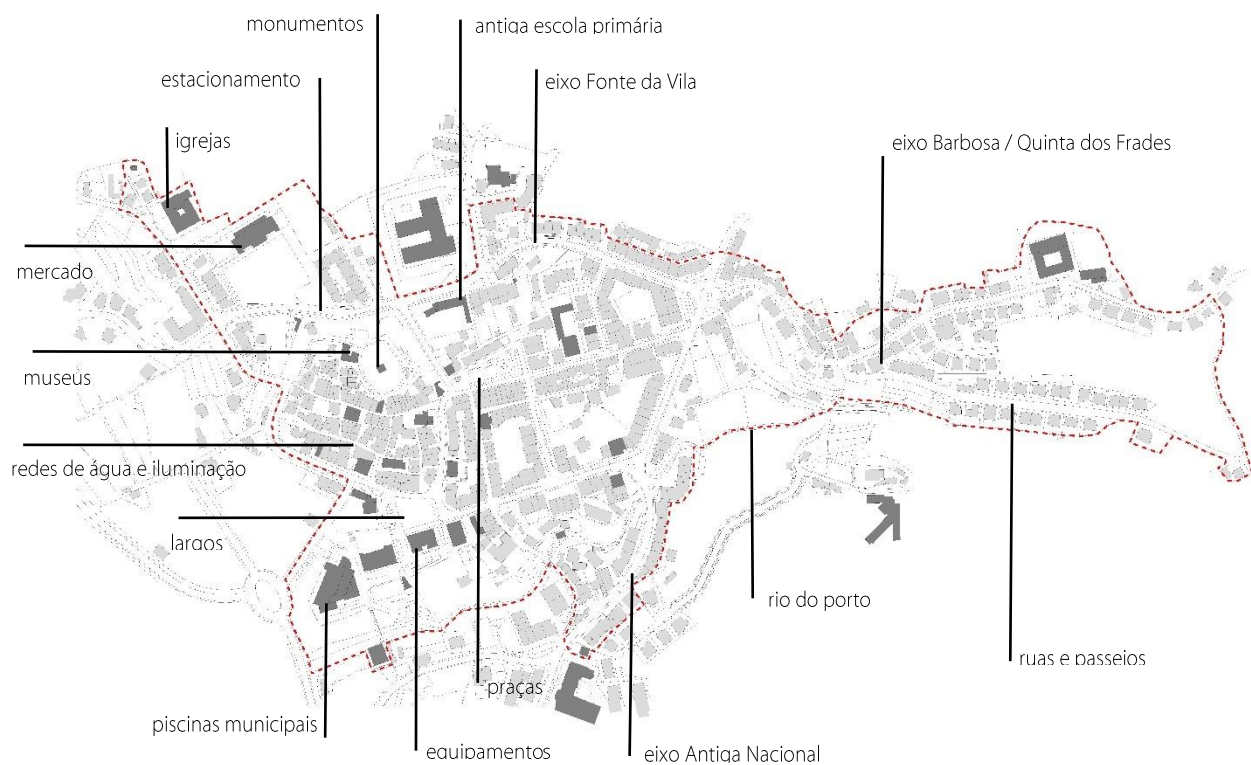 monumentos
antiga escola primária
estacionamento
eixo Fonte da Vila
igrejas
eixo Barbosa / Quinta dos Frades
mercado
museus
redes de água e iluminação
largos
rio do porto
ruas e passeios
praças
piscinas municipais
equipamentos
eixo Antiga Nacional